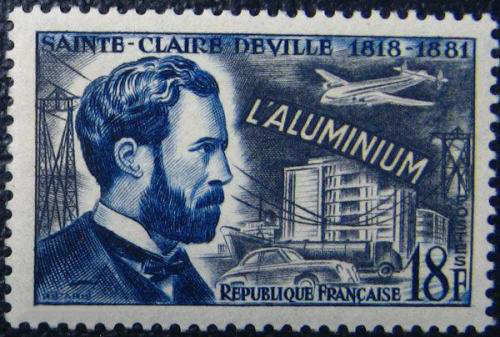 SAINTE-CLAIRE DEVILLE 1818-1881
L'ALUMINIUM
POSTES
RÉPUBLIQUE FRANÇAISE 18F